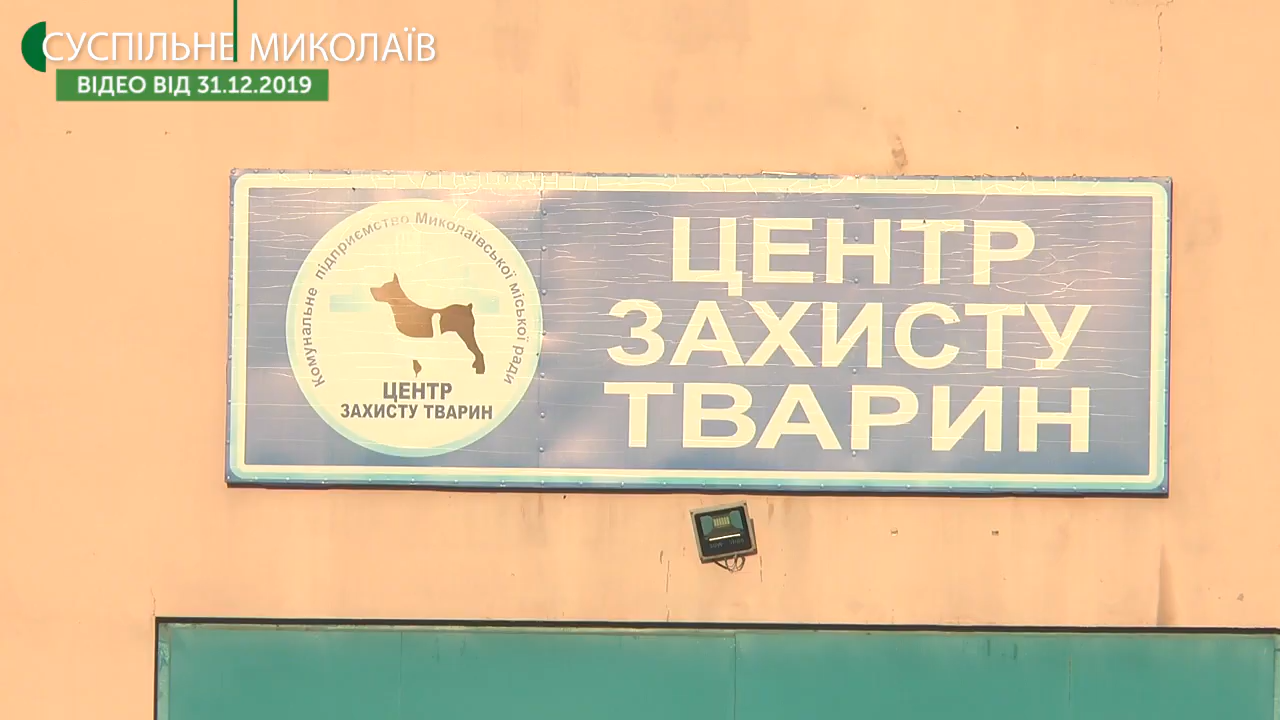 СУСПІЛЬНЕ МИКОЛАЇВ
ВІДЕО ВІД 31.12.2019
Комунальне підприємство Миколаївської міської ради
ЦЕНТР
ЗАХИСТУ ТВАРИН
ЦЕНТР
ЗАХИСТУ
ТВАРИН